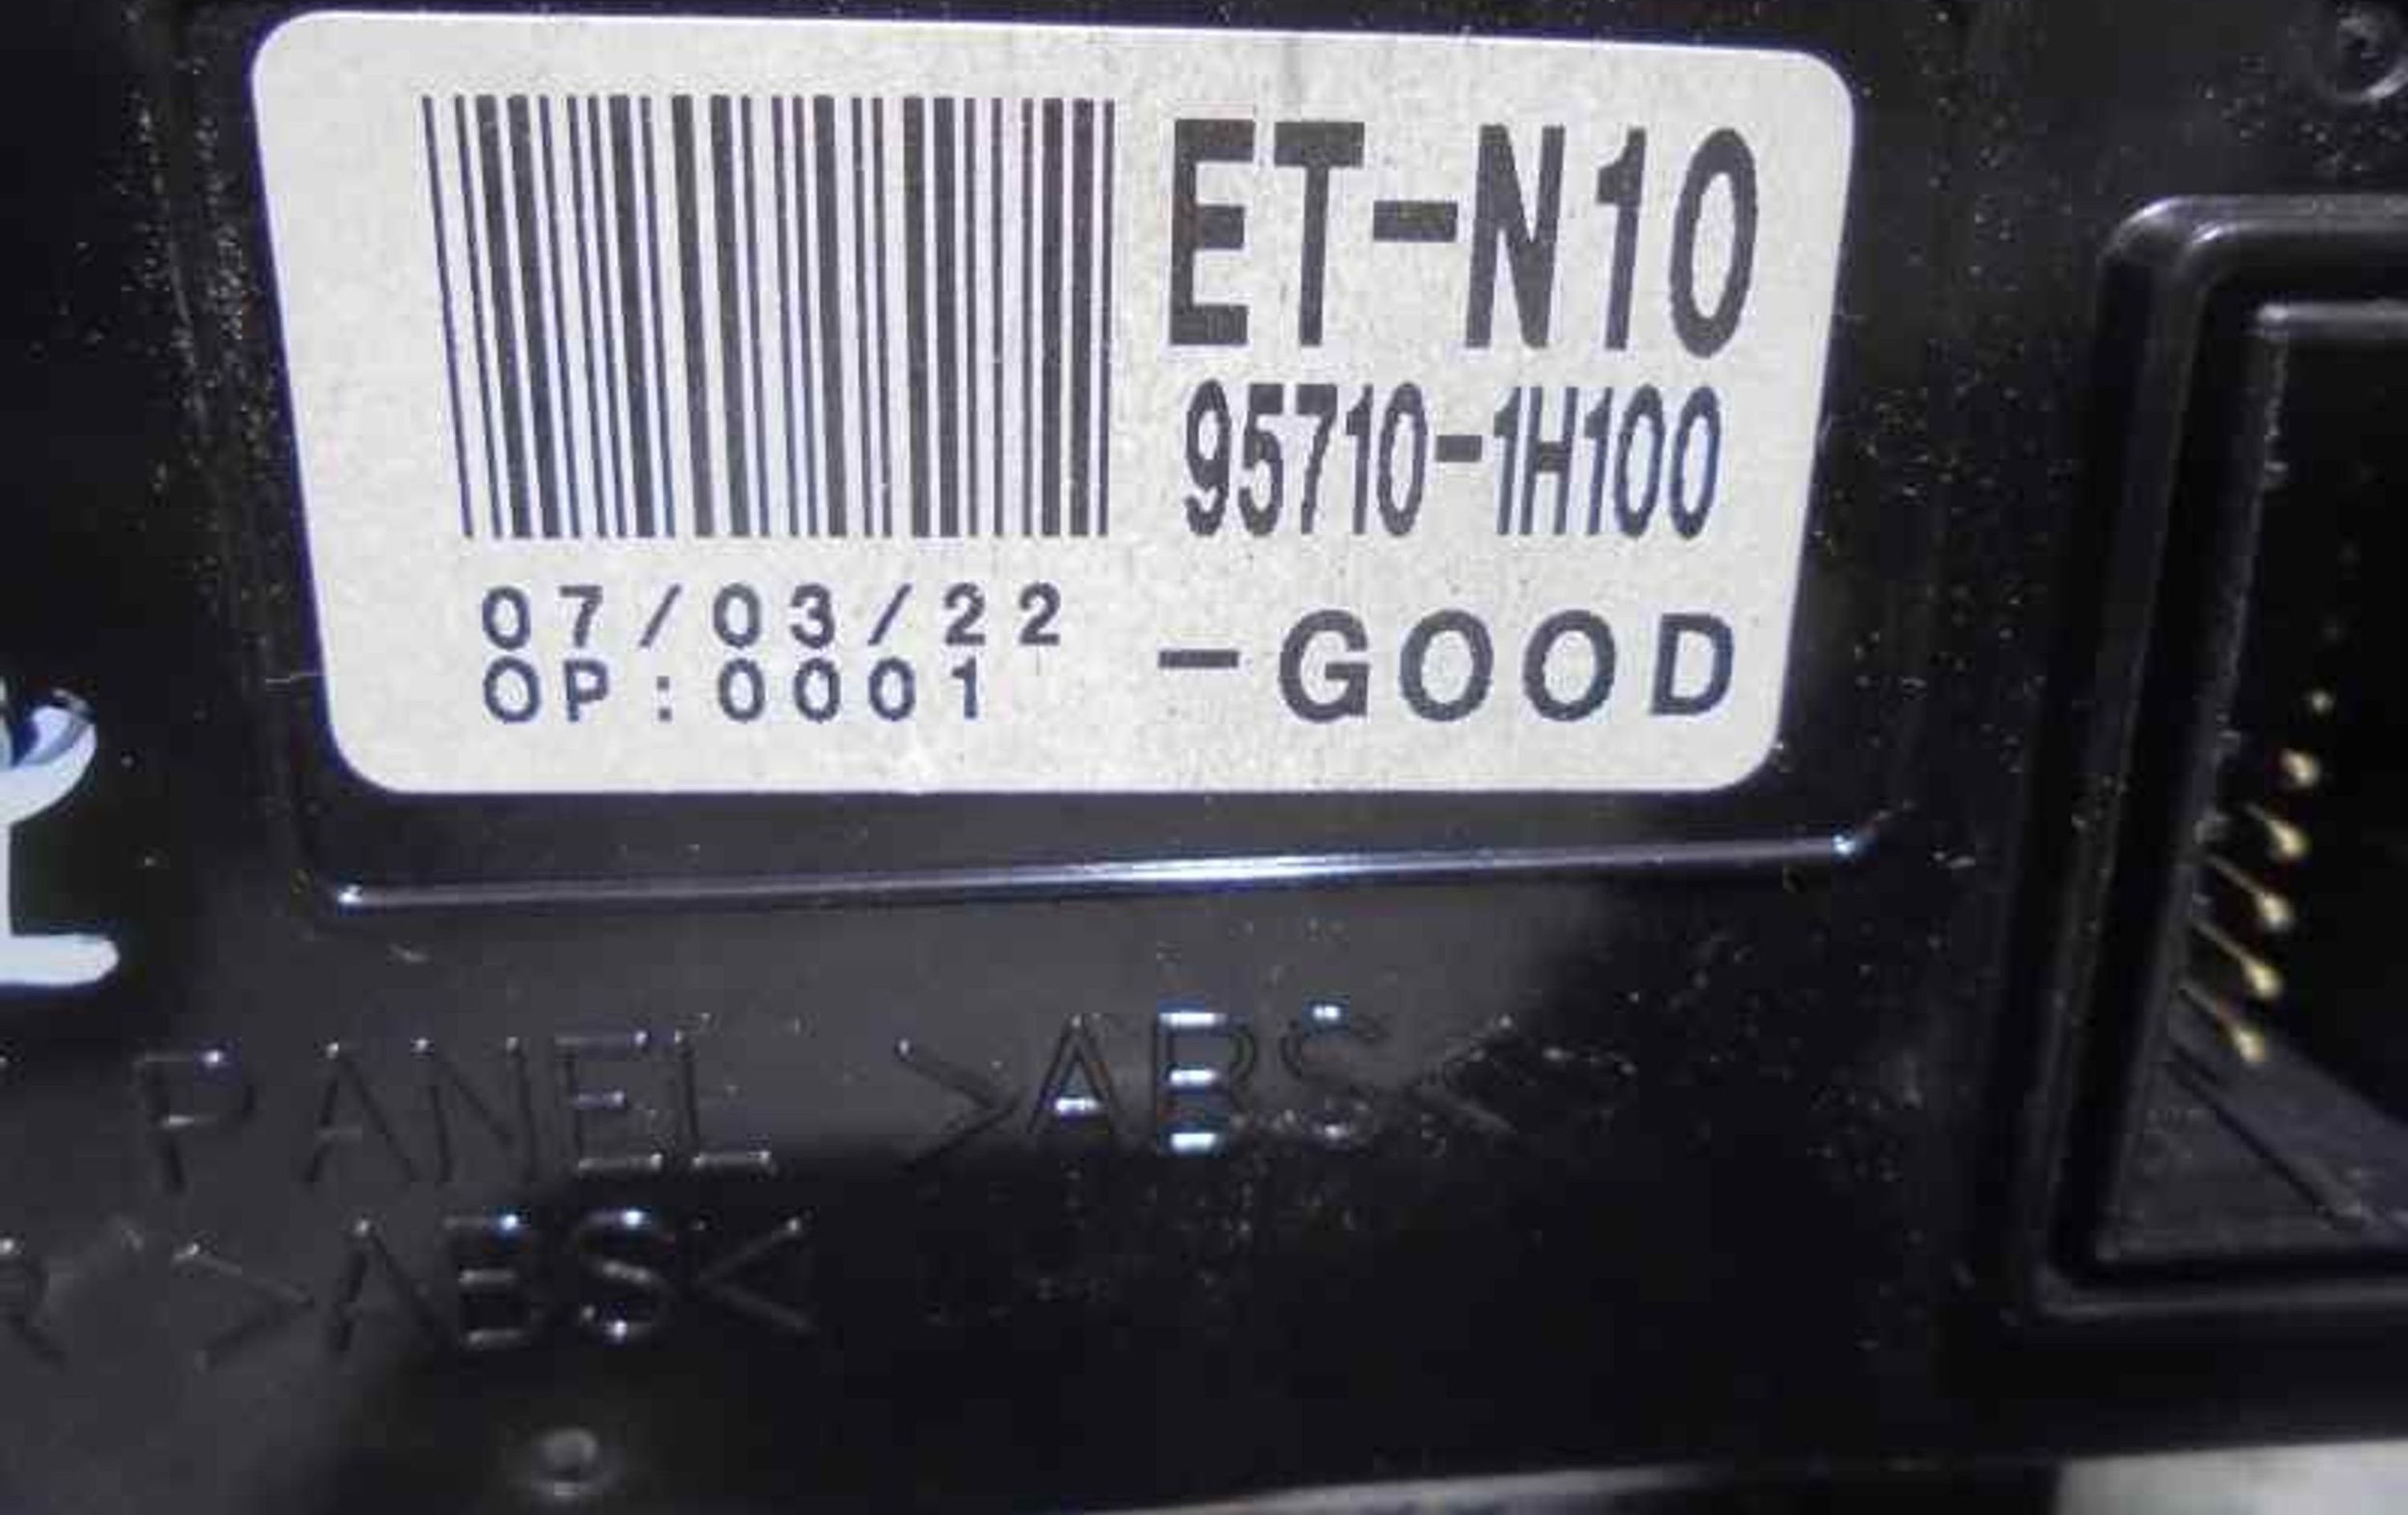 ET-N10
95710-1H100
07/03/22
OP:0001
-GOOD
PANEL >ABS<
R >ABS<